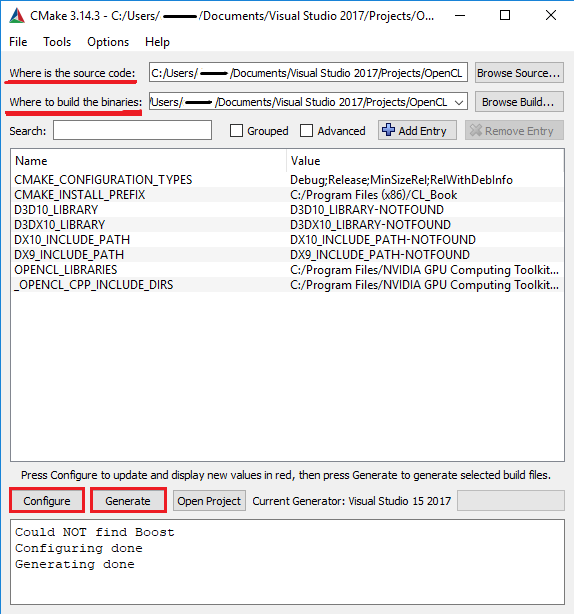 CMake 3.14.3 - C:/Users/ /Documents/Visual Studio 2017/Projects/O...
File Tools Options Help
Where is the source code: C:/Users/ /Documents/Visual Studio 2017/Projects/OpenCL Browse Source...
Where to build the binaries: /Users/ /Documents/Visual Studio 2017/Projects/OpenCL Browse Build...
Search: Grouped Advanced Add Entry Remove Entry
Name Value
CMAKE_CONFIGURATION_TYPES Debug;Release;MinSizeRel;RelWithDebInfo
CMAKE_INSTALL_PREFIX C:/Program Files (x86)/CL_Book
D3D10_LIBRARY D3D10_LIBRARY-NOTFOUND
D3DX10_LIBRARY D3DX10_LIBRARY-NOTFOUND
DX10_INCLUDE_PATH DX10_INCLUDE_PATH-NOTFOUND
DX9_INCLUDE_PATH DX9_INCLUDE_PATH-NOTFOUND
OPENCL_LIBRARIES C:/Program Files/NVIDIA GPU Computing Toolkit...
_OPENCL_CPP_INCLUDE_DIRS C:/Program Files/NVIDIA GPU Computing Toolkit...
Press Configure to update and display new values in red, then press Generate to generate selected build files.
Configure Generate Open Project Current Generator: Visual Studio 15 2017
Could NOT find Boost
Configuring done
Generating done